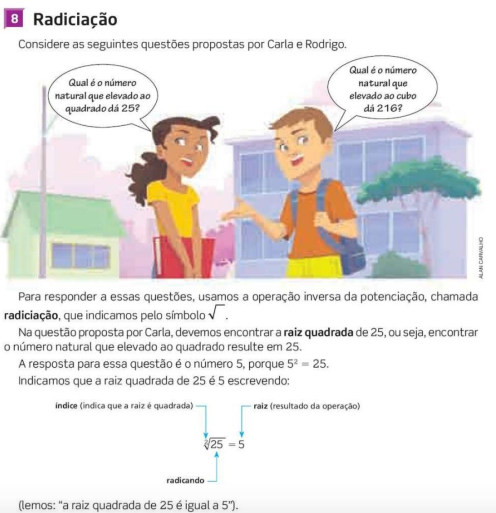 8 Radiciação
Considere as seguintes questões propostas por Carla e Rodrigo.
Qual é o número
natural que elevado ao
quadrado dá 25?
Qual é o número
natural que
elevado ao cubo
dá 216?
ALAN CARVALHO
Para responder a essas questões, usamos a operação inversa da potenciação, chamada
radiciação, que indicamos pelo símbolo √ .
Na questão proposta por Carla, devemos encontrar a raiz quadrada de 25, ou seja, encontrar
o número natural que elevado ao quadrado resulte em 25.
A resposta para essa questão é o número 5, porque 5² = 25.
Indicamos que a raiz quadrada de 25 é 5 escrevendo:
índice (indica que a raiz é quadrada)
raiz (resultado da operação)
²√25 = 5
radicando
(lemos: "a raiz quadrada de 25 é igual a 5").